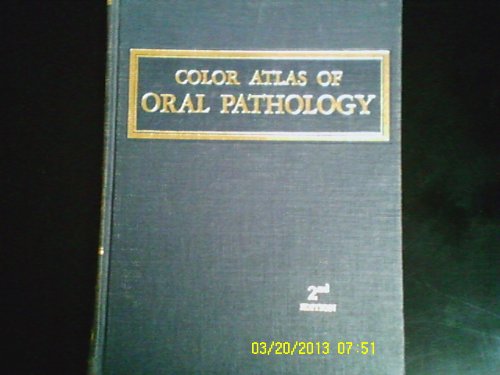 COLOR ATLAS OF
ORAL PATHOLOGY
2nd
EDITION
03/20/2013 07:51